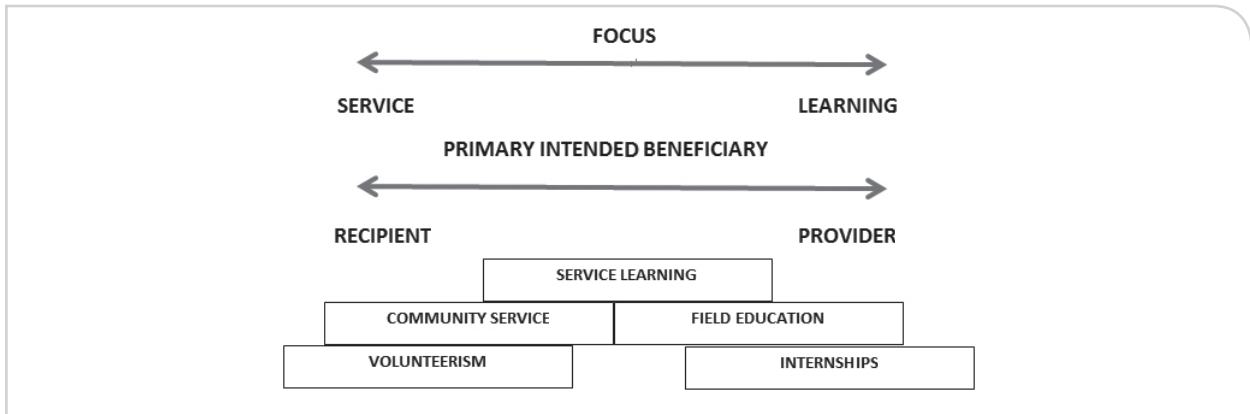 FOCUS
SERVICE LEARNING
PRIMARY INTENDED BENEFICIARY
RECIPIENT PROVIDER
SERVICE LEARNING
COMMUNITY SERVICE FIELD EDUCATION
VOLUNTEERISM INTERNSHIPS